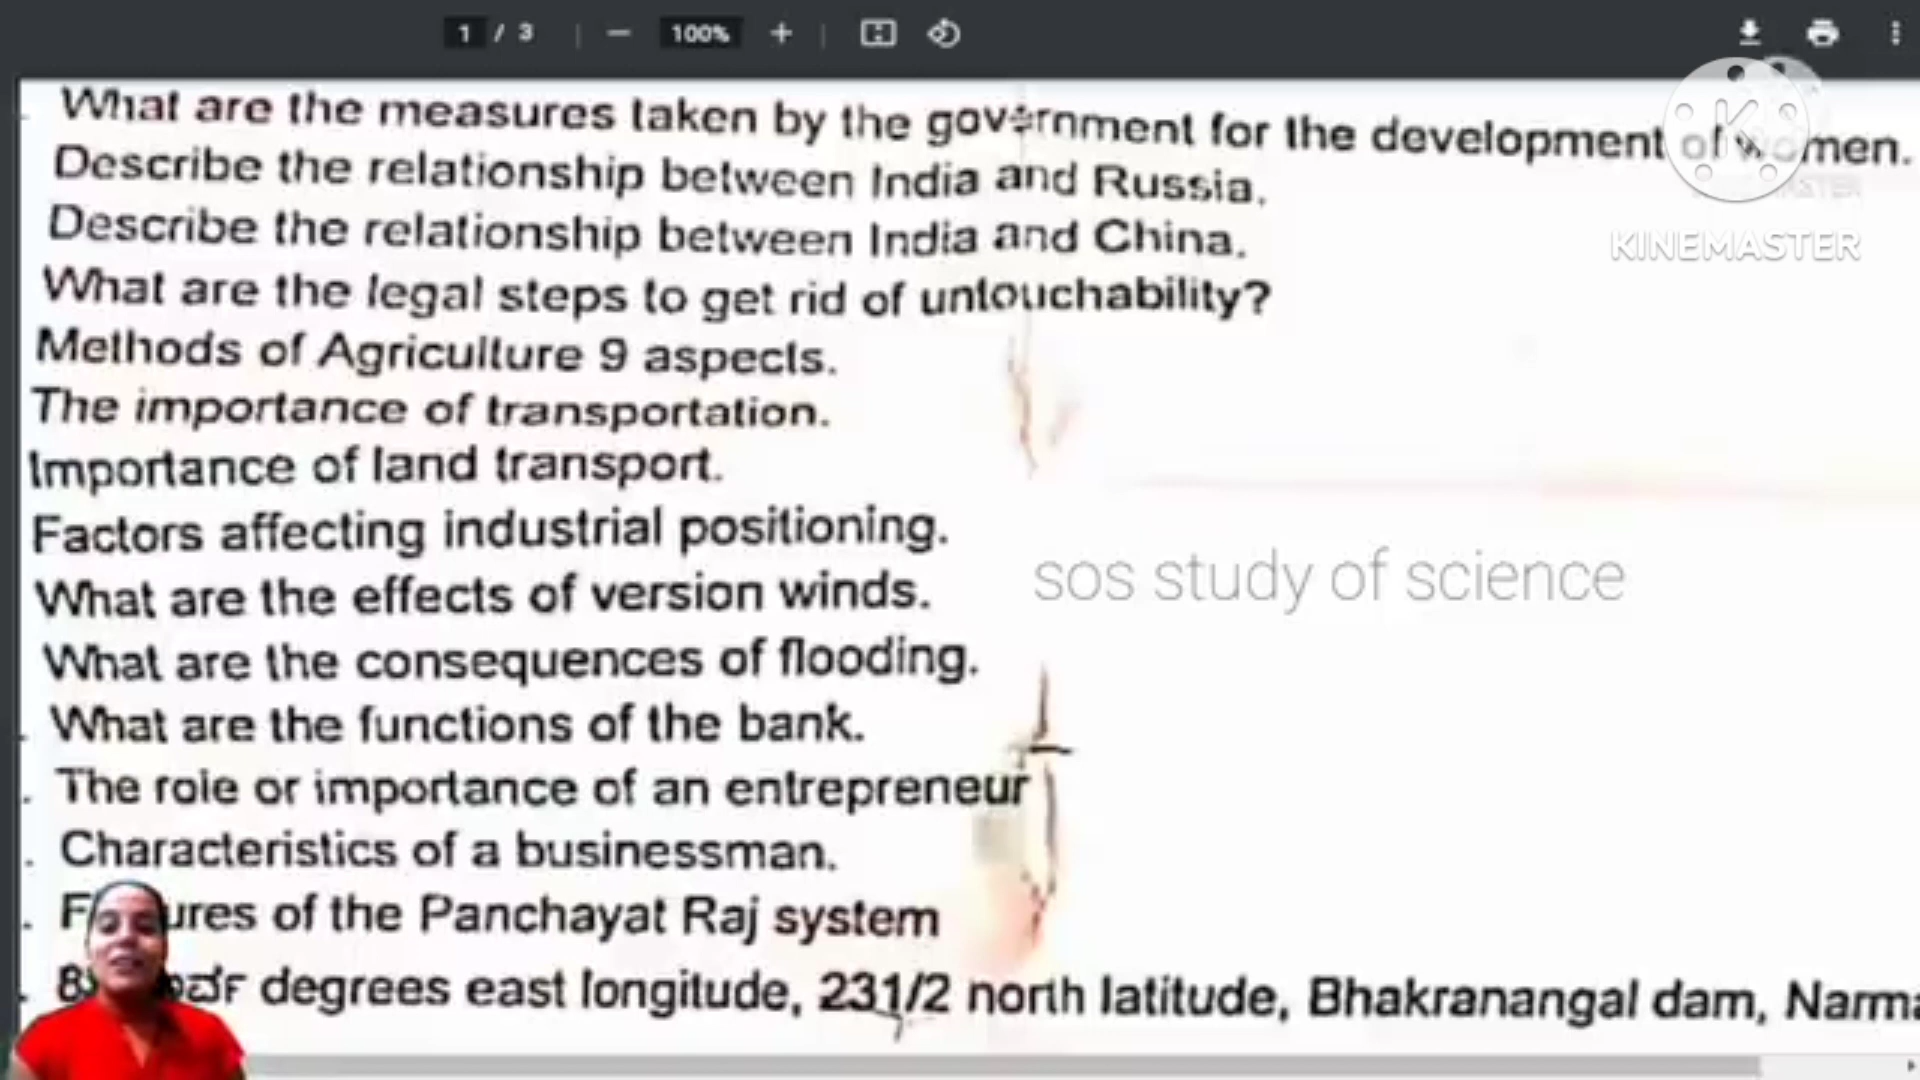 1 / 3 100%
What are the measures taken by the government for the development of women.
Describe the relationship between India and Russia.
Describe the relationship between India and China.
What are the legal steps to get rid of untouchability?
Methods of Agriculture 9 aspects.
The importance of transportation.
Importance of land transport.
Factors affecting industrial positioning.
What are the effects of version winds.
What are the consequences of flooding.
What are the functions of the bank.
The role or importance of an entrepreneur
Characteristics of a businessman.
of the Panchayat Raj system
degrees east longitude, 231/2 north latitude, Bhakranangal dam,
KINEMASTER
sos study of science